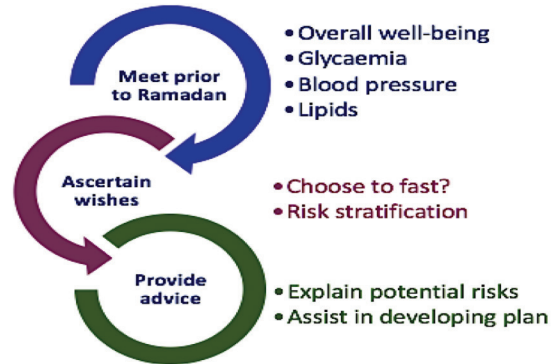 Meet prior
to Ramadan
• Overall well-being
• Glycaemia
• Blood pressure
• Lipids
Ascertain
wishes
• Choose to fast?
• Risk stratification
Provide
advice
• Explain potential risks
• Assist in developing plan